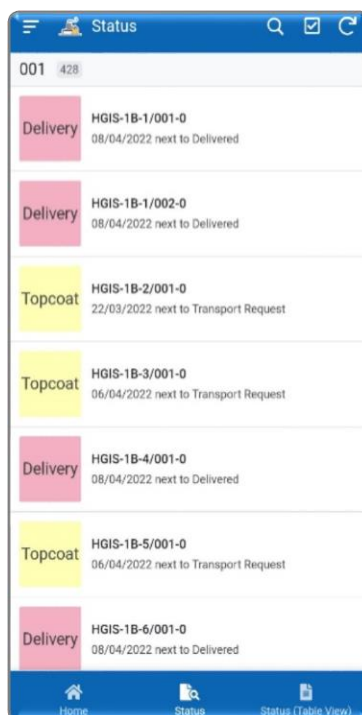 Status
001 428
Delivery
HGIS-1B-1/001-0
08/04/2022 next to Delivered
Delivery
HGIS-1B-1/002-0
08/04/2022 next to Delivered
Topcoat
HGIS-1B-2/001-0
22/03/2022 next to Transport Request
Topcoat
HGIS-1B-3/001-0
06/04/2022 next to Transport Request
Delivery
HGIS-1B-4/001-0
08/04/2022 next to Delivered
Topcoat
HGIS-1B-5/001-0
06/04/2022 next to Transport Request
Delivery
HGIS-1B-6/001-0
08/04/2022 next to Delivered
Home Status Status (Table View)